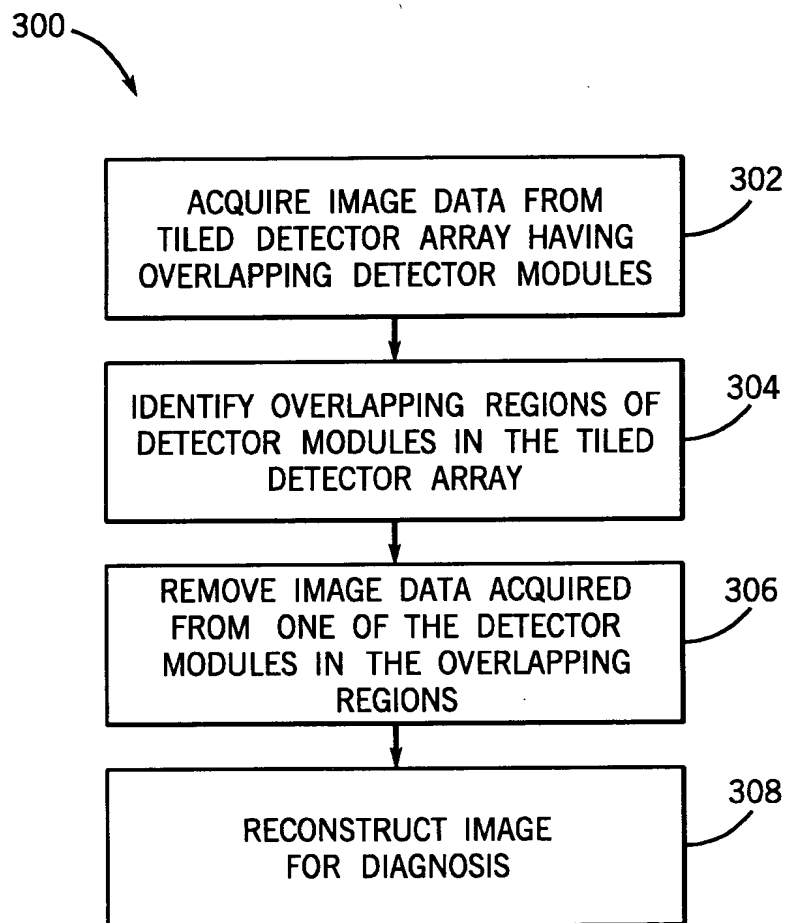 300
ACQUIRE IMAGE DATA FROM
TILED DETECTOR ARRAY HAVING
OVERLAPPING DETECTOR MODULES
302
IDENTIFY OVERLAPPING REGIONS OF
DETECTOR MODULES IN THE TILED
DETECTOR ARRAY
304
REMOVE IMAGE DATA ACQUIRED
FROM ONE OF THE DETECTOR
MODULES IN THE OVERLAPPING
REGIONS
306
RECONSTRUCT IMAGE
FOR DIAGNOSIS
308